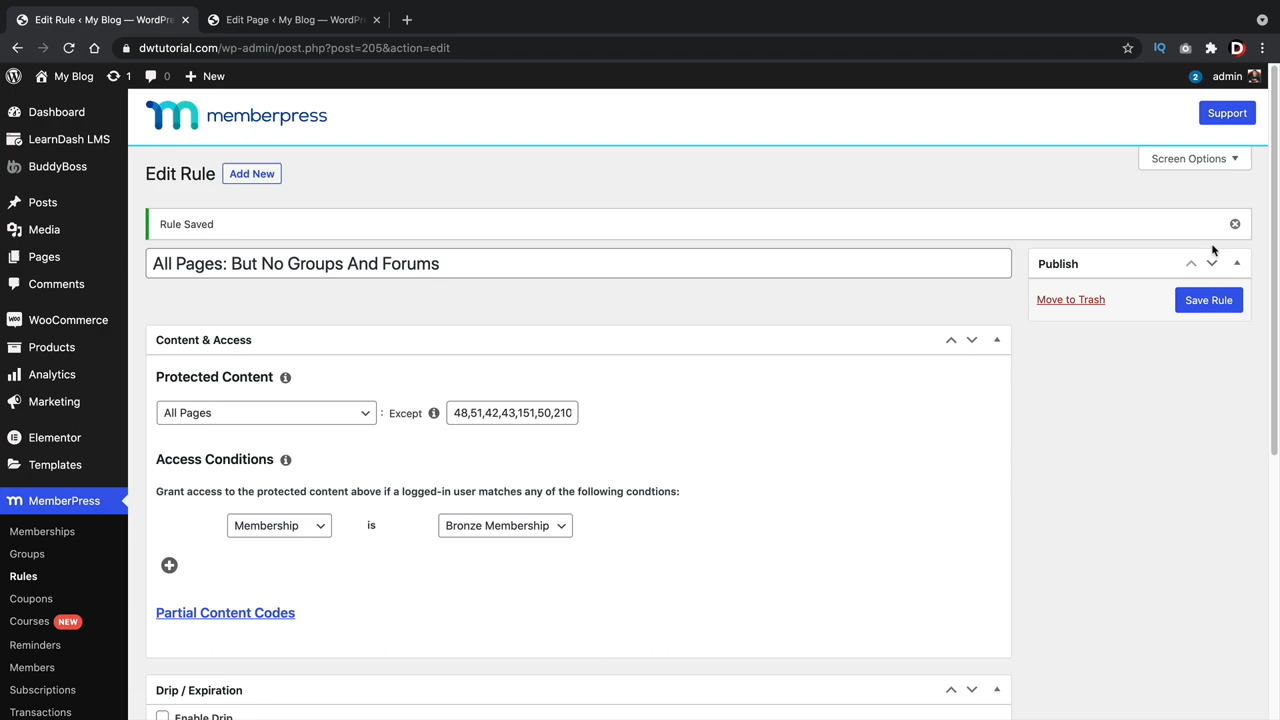 Edit Rule ‹ My Blog — WordPre
Edit Page ‹ My Blog — WordPr
dwtutorial.com/wp-admin/post.php?post=205&action=edit
IQ
D
My Blog
1
0
New
2
admin
Dashboard
LearnDash LMS
BuddyBoss
Posts
Media
Pages
Comments
WooCommerce
Products
Analytics
Marketing
Elementor
Templates
MemberPress
Memberships
Groups
Rules
Coupons
Courses NEW
Reminders
Members
Subscriptions
Transactions
memberpress
Support
Screen Options
Edit Rule
Add New
Rule Saved
All Pages: But No Groups And Forums
Publish
Move to Trash
Save Rule
Content & Access
Protected Content
All Pages : Except 48,51,42,43,151,50,210
Access Conditions
Grant access to the protected content above if a logged-in user matches any of the following condtions:
Membership is Bronze Membership
Partial Content Codes
Drip / Expiration
Enable Drip